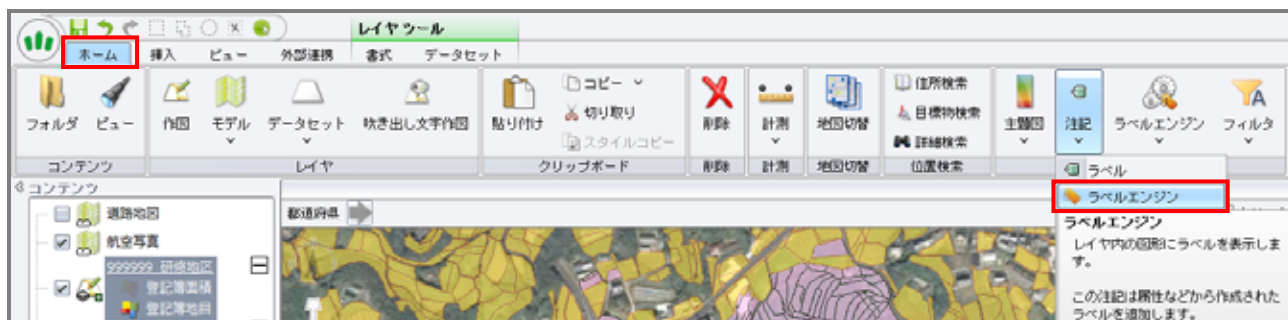 レイヤツール
ホーム 挿入 ビュー 外部連携 書式 データセット
フォルダ ビュー 作図 モデル データセット 吹き出し文字作図 貼り付け コピー 切り取り スタイルコピー 削除 計測 地図切替 住所検索 目標物検索 詳細検索 主題図 注記 ラベルエンジン フィルタ
コンテンツ レイヤ クリップボード 削除 計測 地図切替 位置検索
ラベル
ラベルエンジン
ラベルエンジン
レイヤ内の図形にラベルを表示しま
す。
この注記は属性などから作成された
ラベルを追加します。
コンテンツ
道路地図
航空写真
999999_研修地区
登記簿面積
登記簿地目
都道府県